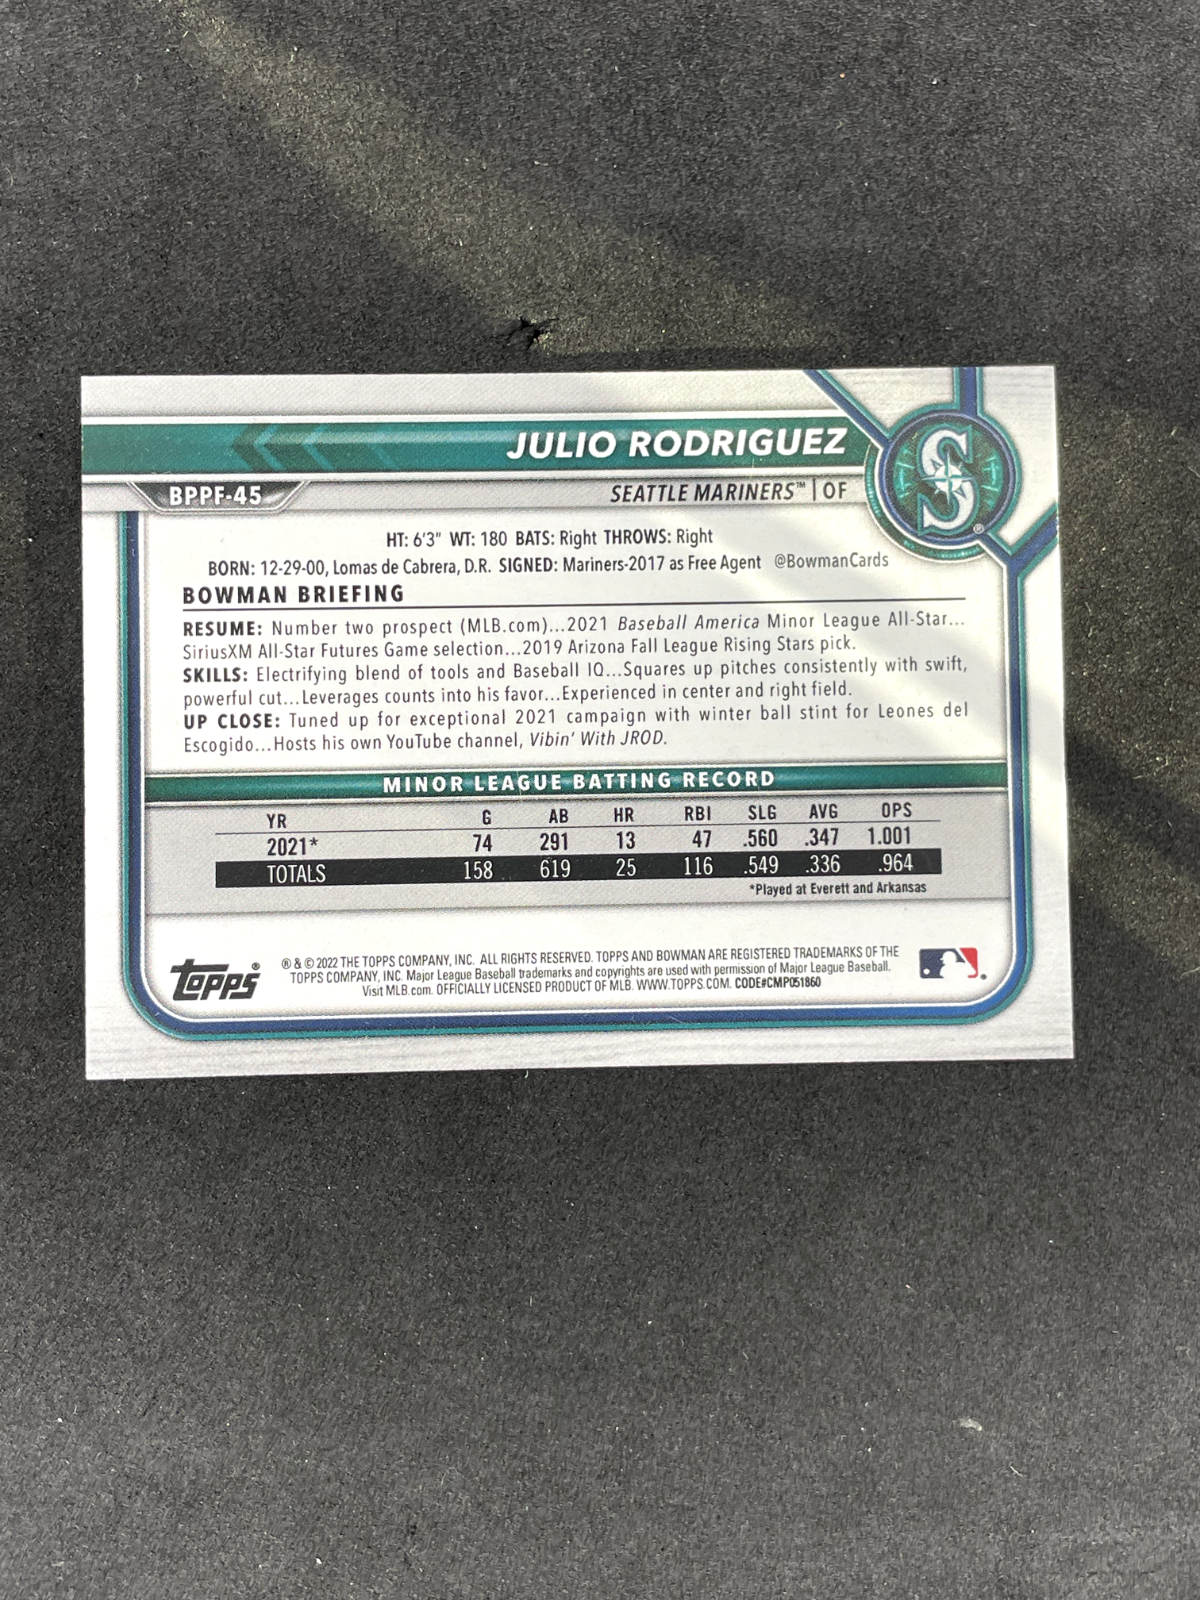 JULIO RODRIGUEZ
BPPF-45
SEATTLE MARINERS™ | OF
S®
HT: 6'3" WT: 180 BATS: Right THROWS: Right
BORN: 12-29-00, Lomas de Cabrera, D.R. SIGNED: Mariners-2017 as Free Agent @BowmanCards
BOWMAN BRIEFING
RESUME: Number two prospect (MLB.com)...2021 Baseball America Minor League All-Star...
SiriusXM All-Star Futures Game selection...2019 Arizona Fall League Rising Stars pick.
SKILLS: Electrifying blend of tools and Baseball IQ...Squares up pitches consistently with swift,
powerful cut...Leverages counts into his favor...Experienced in center and right field.
UP CLOSE: Tuned up for exceptional 2021 campaign with winter ball stint for Leones del
Escogido...Hosts his own YouTube channel, Vibin' With JROD.
MINOR LEAGUE BATTING RECORD
YR G AB HR RBI SLG AVG OPS
2021* 74 291 13 47 .560 .347 1.001
TOTALS 158 619 25 116 .549 .336 .964
*Played at Everett and Arkansas
TOPPS®
® & © 2022 THE TOPPS COMPANY, INC. ALL RIGHTS RESERVED. TOPPS AND BOWMAN ARE REGISTERED TRADEMARKS OF THE
TOPPS COMPANY, INC. Major League Baseball trademarks and copyrights are used with permission of Major League Baseball.
Visit MLB.com. OFFICIALLY LICENSED PRODUCT OF MLB. WWW.TOPPS.COM. CODE#CMP051860